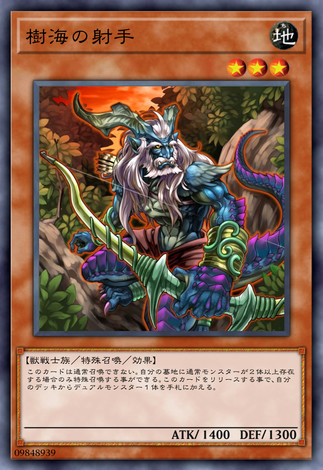 樹海の射手
地
【獣戦士族／特殊召喚／効果】
このカードは通常召喚できない。自分の墓地に通常モンスターが２体以上存在
する場合のみ特殊召喚する事ができる。このカードをリリースする事で、自分
のデッキからデュアルモンスター１体を手札に加える。
ATK/ 1400 DEF/ 1300
09848939